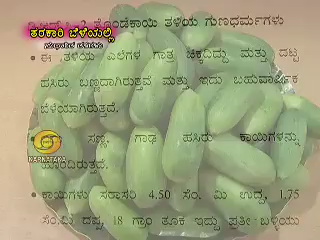 ತೊಂಡೆಕಾಯಿ ತಳಿಯ ಗುಣಧರ್ಮಗಳು
ತರಕಾರಿ ಬೆಳೆಯಲ್ಲಿ
• ಈ ತಳಿಯ ಎಲೆಗಳ ಗಾತ್ರ ಚಿಕ್ಕದಿದ್ದು ಮತ್ತು ದಟ್ಟ
ಹಸಿರು ಬಣ್ಣದಾಗಿರುತ್ತವೆ ಮತ್ತು ಇದು ಬಹುವಾರ್ಷಿಕ
ಬೆಳೆಯಾಗಿರುತ್ತದೆ.
ಸಣ್ಣ, ಗಾಢ ಹಸಿರು ಕಾಯಿಗಳನ್ನು
KARNATAKA
ಹೊಂದಿರುತ್ತದೆ.
• ಕಾಯಿಗಳು ಸರಾಸರಿ 4.50 ಸೆಂ. ಮಿ ಉದ್ದ, 1.75
ಸೆಂ.ಮಿ ದಪ್ಪ, 18 ಗ್ರಾಂ ತೂಕ ಇದ್ದು ಪ್ರತೀ ಬಳ್ಳಿಯು